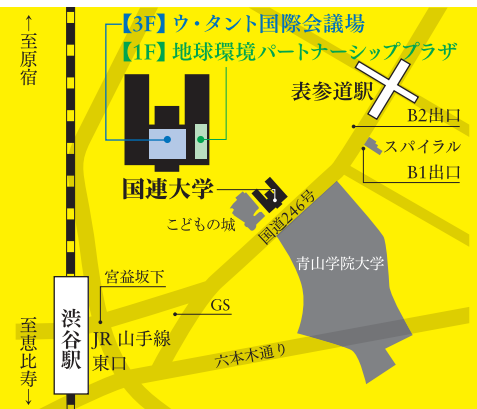 【3F】ウ・タント国際会議場
【1F】地球環境パートナーシッププラザ
←至原宿
表参道駅
B2出口
スパイラル
B1出口
国連大学
こどもの城
国道246号
青山学院大学
宮益坂下
GS
渋谷駅
JR 山手線
東口
六本木通り
至恵比寿→